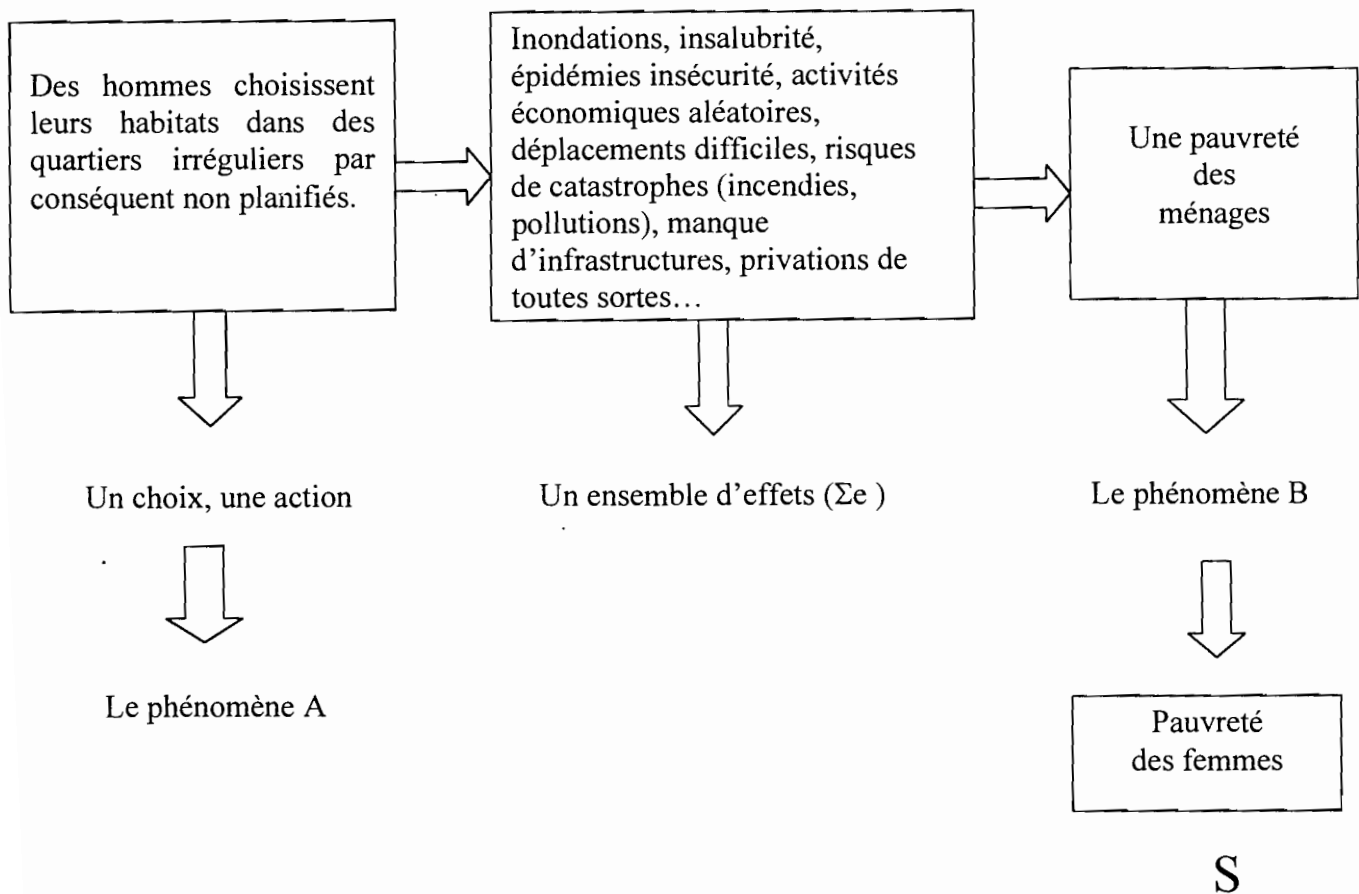 Des hommes choisissent
leurs habitats dans des
quartiers irréguliers par
conséquent non planifiés.
Inondations, insalubrité,
épidémies insécurité, activités
économiques aléatoires,
déplacements difficiles, risques
de catastrophes (incendies,
pollutions), manque
d'infrastructures, privations de
toutes sortes…
Une pauvreté
des
ménages
Un choix, une action
Un ensemble d'effets (Σe )
Le phénomène B
Le phénomène A
Pauvreté
des femmes
S